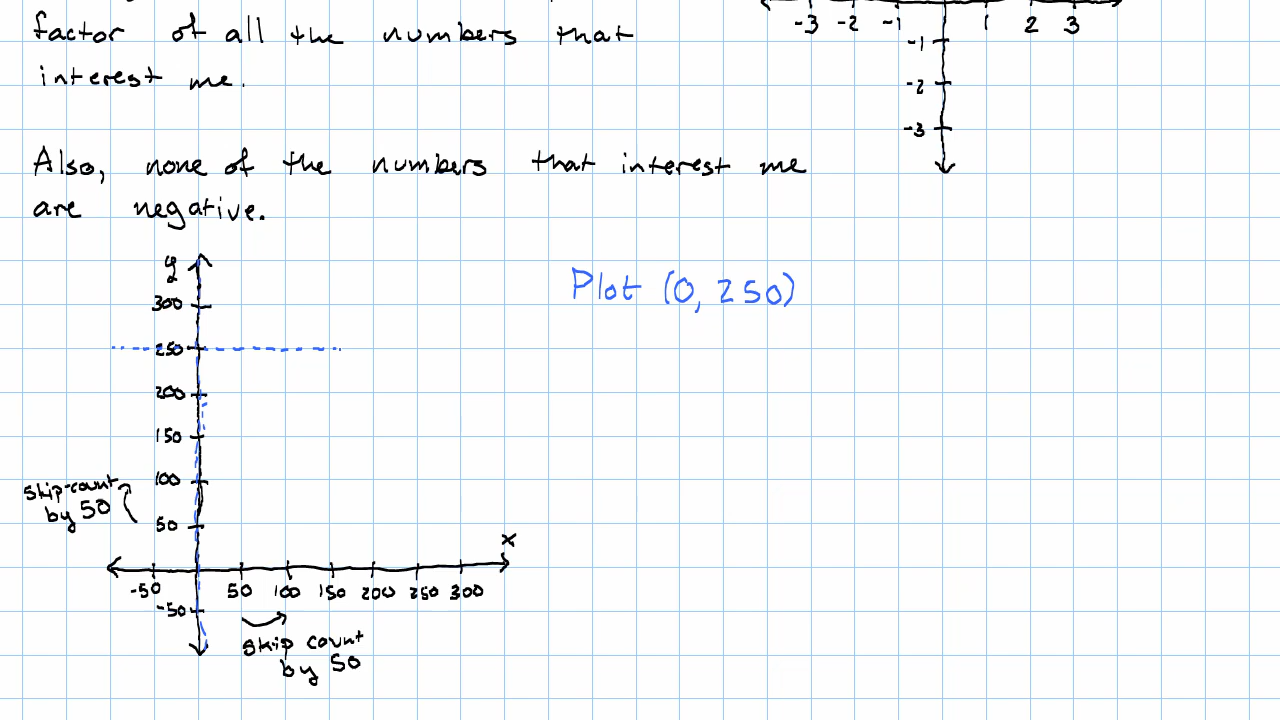 factor of all the numbers that
interest me.
-3 -2 -1 1 2 3
-1
-2
-3
Also, none of the numbers that interest me
are negative.
y
Plot (0, 250)
300
250
200
150
100
skip-count
by 50
50
x
-50 50 100 150 200 250 300
-50
skip count
by 50